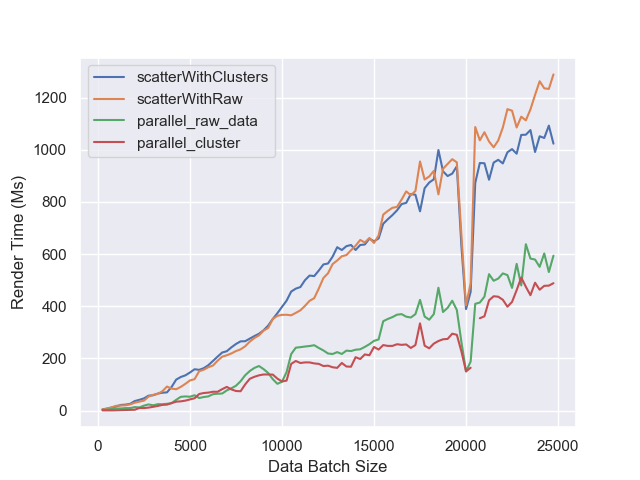 scatterWithClusters
scatterWithRaw
parallel_raw_data
parallel_cluster
Render Time (Ms)
1200
1000
800
600
400
200
0
0 5000 10000 15000 20000 25000
Data Batch Size